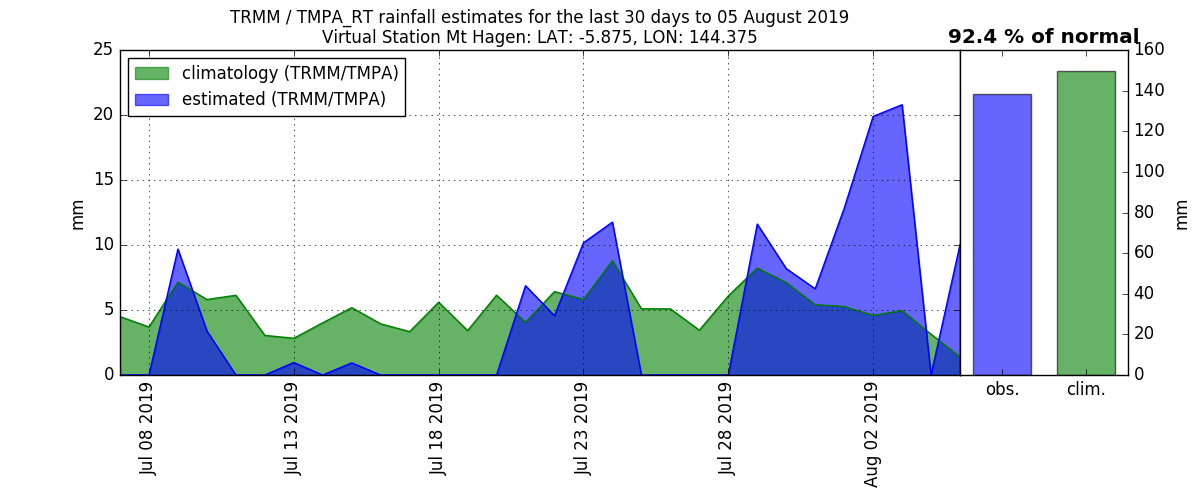 TRMM / TMPA_RT rainfall estimates for the last 30 days to 05 August 2019
Virtual Station Mt Hagen: LAT: -5.875, LON: 144.375
92.4 % of normal
climatology (TRMM/TMPA)
estimated (TRMM/TMPA)
25
20
15
10
5
0
mm
Jul 08 2019
Jul 13 2019
Jul 18 2019
Jul 23 2019
Jul 28 2019
Aug 02 2019
160
140
120
100
80
60
40
20
0
mm
obs.
clim.